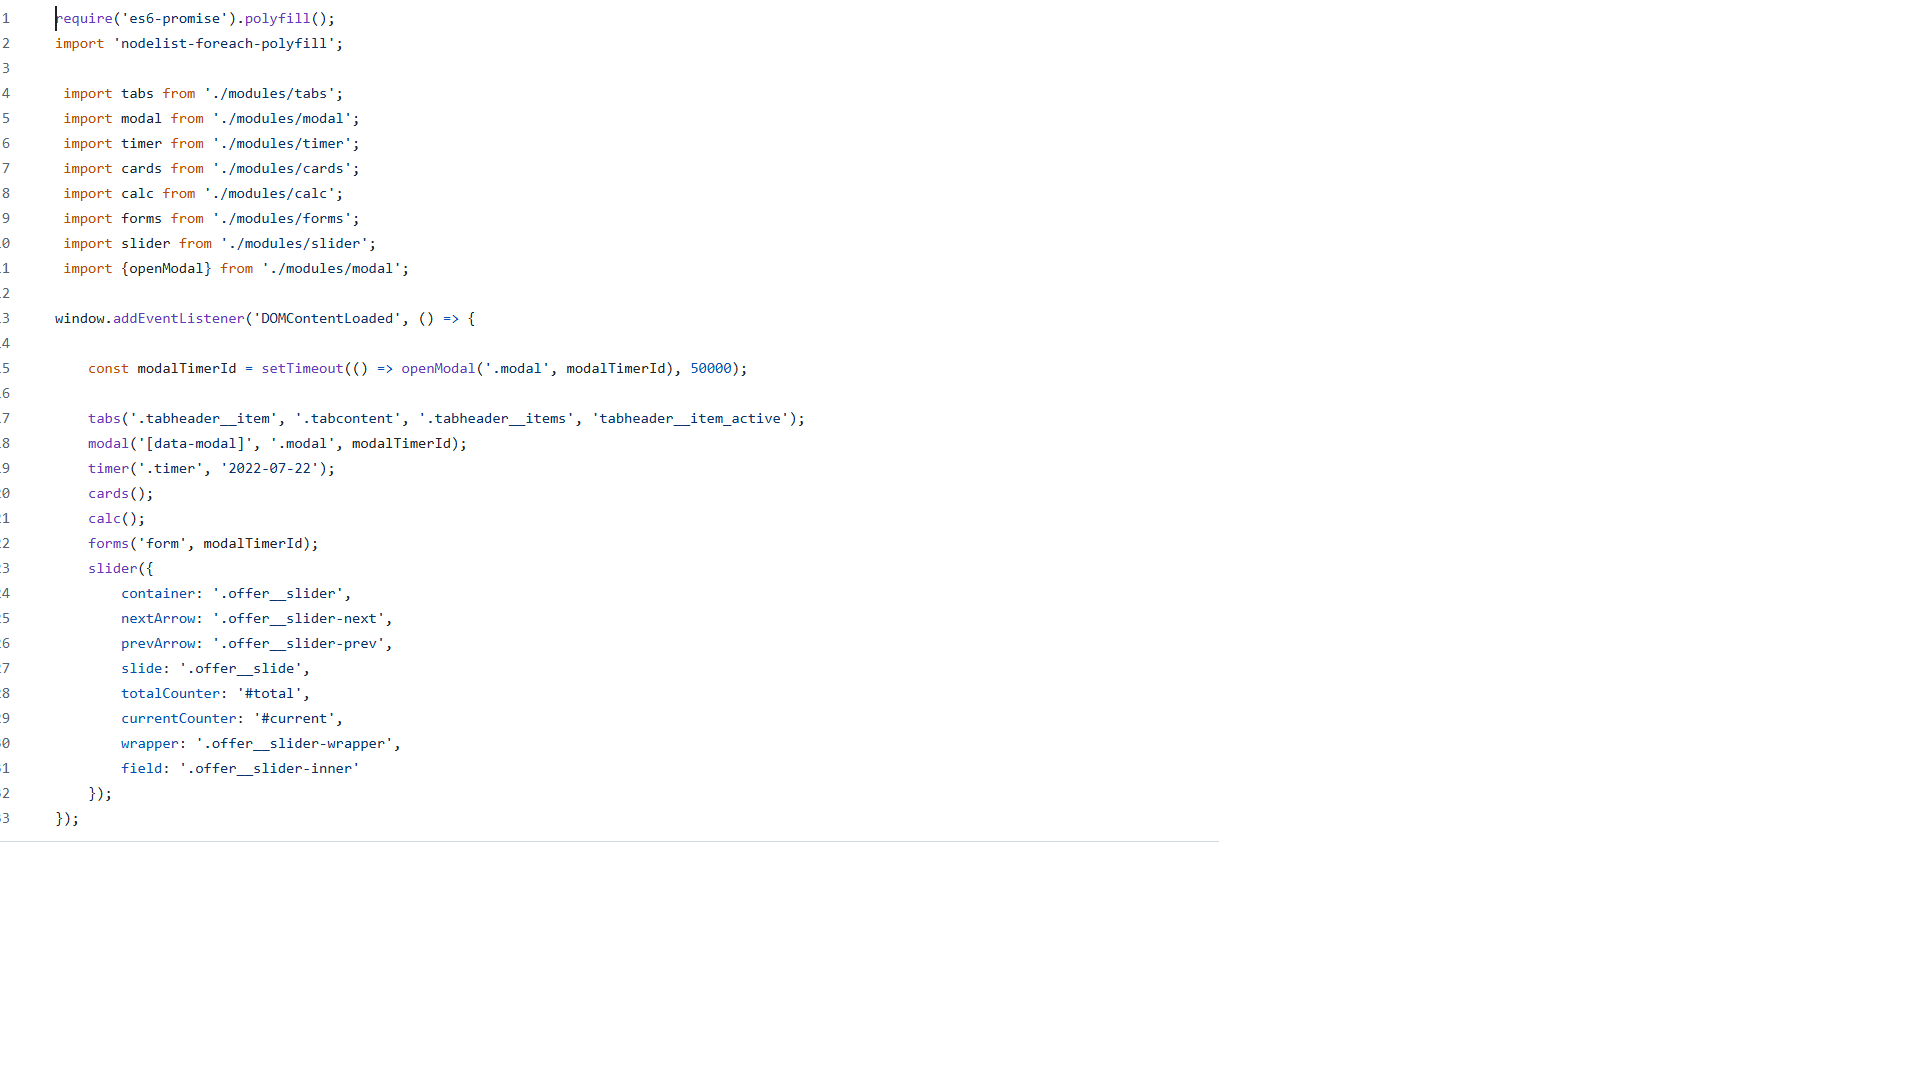 1 require('es6-promise').polyfill();
2 import 'nodelist-foreach-polyfill';
3
4 import tabs from './modules/tabs';
5 import modal from './modules/modal';
6 import timer from './modules/timer';
7 import cards from './modules/cards';
8 import calc from './modules/calc';
9 import forms from './modules/forms';
0 import slider from './modules/slider';
1 import {openModal} from './modules/modal';
2
3 window.addEventListener('DOMContentLoaded', () => {
4
5 const modalTimerId = setTimeout(() => openModal('.modal', modalTimerId), 50000);
6
7 tabs('.tabheader__item', '.tabcontent', '.tabheader__items', 'tabheader__item_active');
8 modal('[data-modal]', '.modal', modalTimerId);
9 timer('.timer', '2022-07-22');
0 cards();
1 calc();
2 forms('form', modalTimerId);
3 slider({
4 container: '.offer__slider',
5 nextArrow: '.offer__slider-next',
6 prevArrow: '.offer__slider-prev',
7 slide: '.offer__slide',
8 totalCounter: '#total',
9 currentCounter: '#current',
0 wrapper: '.offer__slider-wrapper',
1 field: '.offer__slider-inner'
2 });
3 });